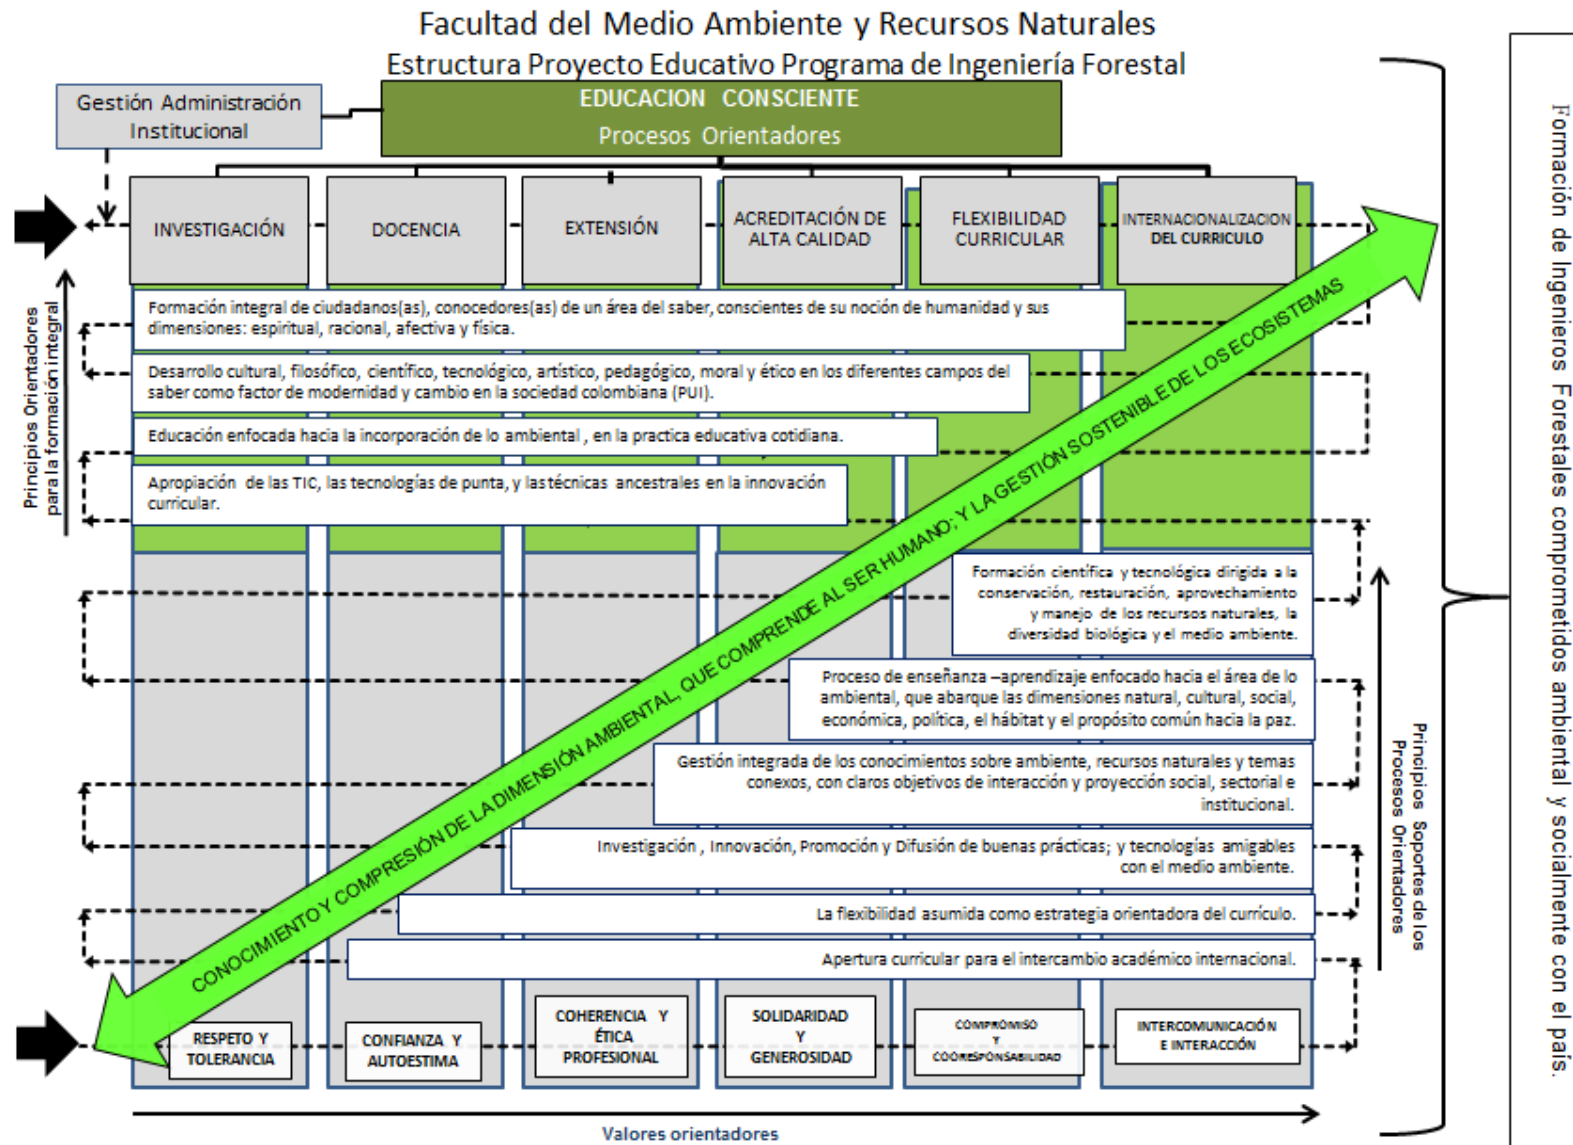 Facultad del Medio Ambiente y Recursos Naturales
Estructura Proyecto Educativo Programa de Ingeniería Forestal
Gestión Administración
Institucional
EDUCACION CONSCIENTE
Procesos Orientadores
INVESTIGACIÓN
DOCENCIA
EXTENSIÓN
ACREDITACIÓN DE
ALTA CALIDAD
FLEXIBILIDAD
CURRICULAR
INTERNACIONALIZACION
DEL CURRICULO
Principios Orientadores
para la formación integral
Formación integral de ciudadanos(as), conocedores(as) de un área del saber, conscientes de su noción de humanidad y sus
dimensiones: espiritual, racional, afectiva y física.
Desarrollo cultural, filosófico, científico, tecnológico, artístico, pedagógico, moral y ético en los diferentes campos del
saber como factor de modernidad y cambio en la sociedad colombiana (PUI).
Educación enfocada hacia la incorporación de lo ambiental , en la practica educativa cotidiana.
Apropiación de las TIC, las tecnologías de punta, y las técnicas ancestrales en la innovación
curricular.
CONOCIMIENTO Y COMPRESIÓN DE LA DIMENSIÓN AMBIENTAL, QUE COMPRENDE AL SER HUMANO; Y LA GESTIÓN SOSTENIBLE DE LOS ECOSISTEMAS
Formación científica y tecnológica dirigida a la
conservación, restauración, aprovechamiento
y manejo de los recursos naturales, la
diversidad biológica y el medio ambiente.
Proceso de enseñanza –aprendizaje enfocado hacia el área de lo
ambiental, que abarque las dimensiones natural, cultural, social,
económica, política, el hábitat y el propósito común hacia la paz.
Gestión integrada de los conocimientos sobre ambiente, recursos naturales y temas
conexos, con claros objetivos de interacción y proyección social, sectorial e
institucional.
Investigación , Innovación, Promoción y Difusión de buenas prácticas; y tecnologías amigables
con el medio ambiente.
La flexibilidad asumida como estrategia orientadora del currículo.
Apertura curricular para el intercambio académico internacional.
Principios Soportes de los
Procesos Orientadores
RESPETO Y
TOLERANCIA
CONFIANZA Y
AUTOESTIMA
COHERENCIA Y
ÉTICA
PROFESIONAL
SOLIDARIDAD
Y
GENEROSIDAD
COMPROMISO
Y
COORESPONSABILIDAD
INTERCOMUNICACIÓN
E INTERACCIÓN
Valores orientadores
Formación de Ingenieros Forestales comprometidos ambiental y socialmente con el país.